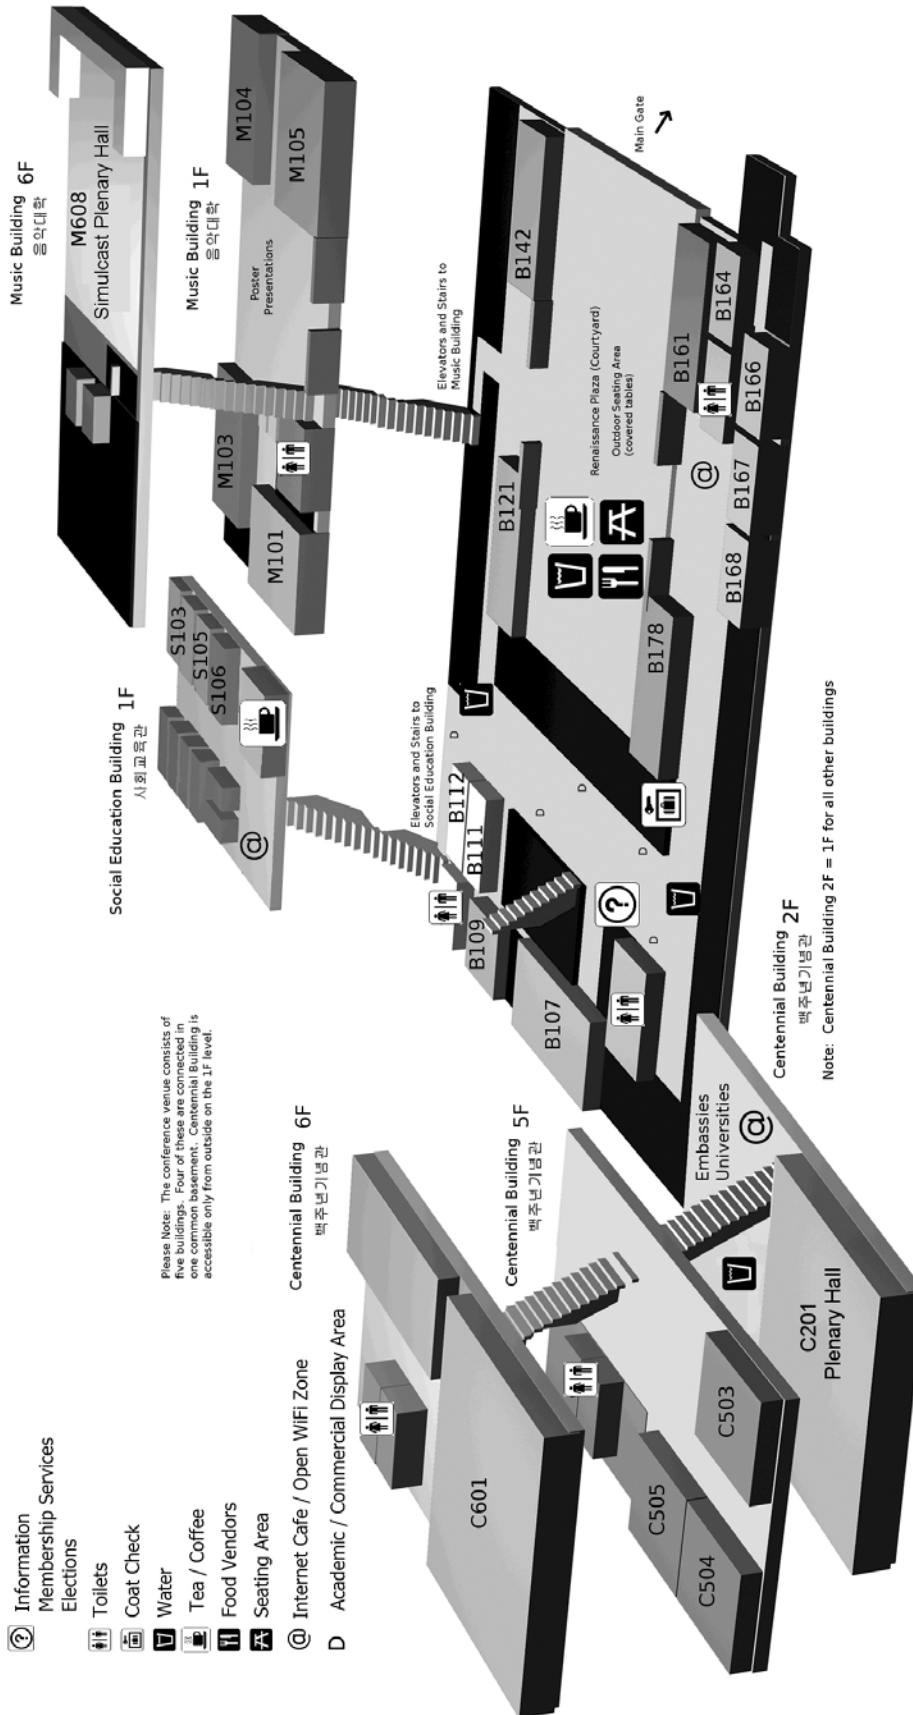 Information
Membership Services
Elections
Toilets
Coat Check
Water
Tea / Coffee
Food Vendors
Seating Area
@ Internet Cafe / Open WiFi Zone
D Academic / Commercial Display Area
Please Note: The conference venue consists of
five buildings. Four of these are connected in
one common basement. Centennial Building is
accessible only from outside on the 1F level.
Social Education Building 1F
사회교육관
S103
S105
S106
@
Music Building 6F
음악대학
M608
Simulcast Plenary Hall
Music Building 1F
음악대학
M104
M105
Poster
Presentations
M103
M101
Centennial Building 6F
백주년기념관
C601
Centennial Building 5F
백주년기념관
C505
C504
C503
C201
Plenary Hall
Embassies
Universities
@
Centennial Building 2F
백주년기념관
Note: Centennial Building 2F = 1F for all other buildings
Elevators and Stairs to
Social Education Building
Elevators and Stairs to
Music Building
B107
B109
B111
B112
D
D
D
D
D
B121
B142
Renaissance Plaza (Courtyard)
Outdoor Seating Area
(covered tables)
B178
B161
B164
B166
B167
B168
@
Main Gate